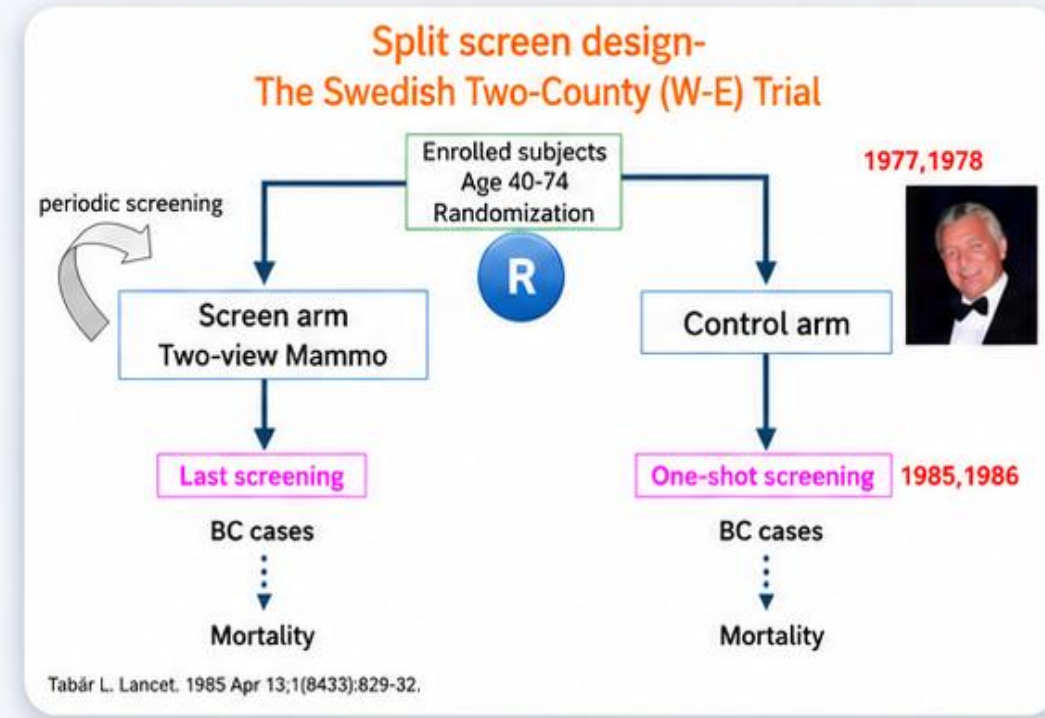 Split screen design-
The Swedish Two-County (W-E) Trial
Enrolled subjects
Age 40-74
Randomization
1977,1978
periodic screening
R
Screen arm
Two-view Mammo
Control arm
Last screening
One-shot screening
1985,1986
BC cases
BC cases
Mortality
Mortality
Tabár L. Lancet. 1985 Apr 13;1(8433):829-32.